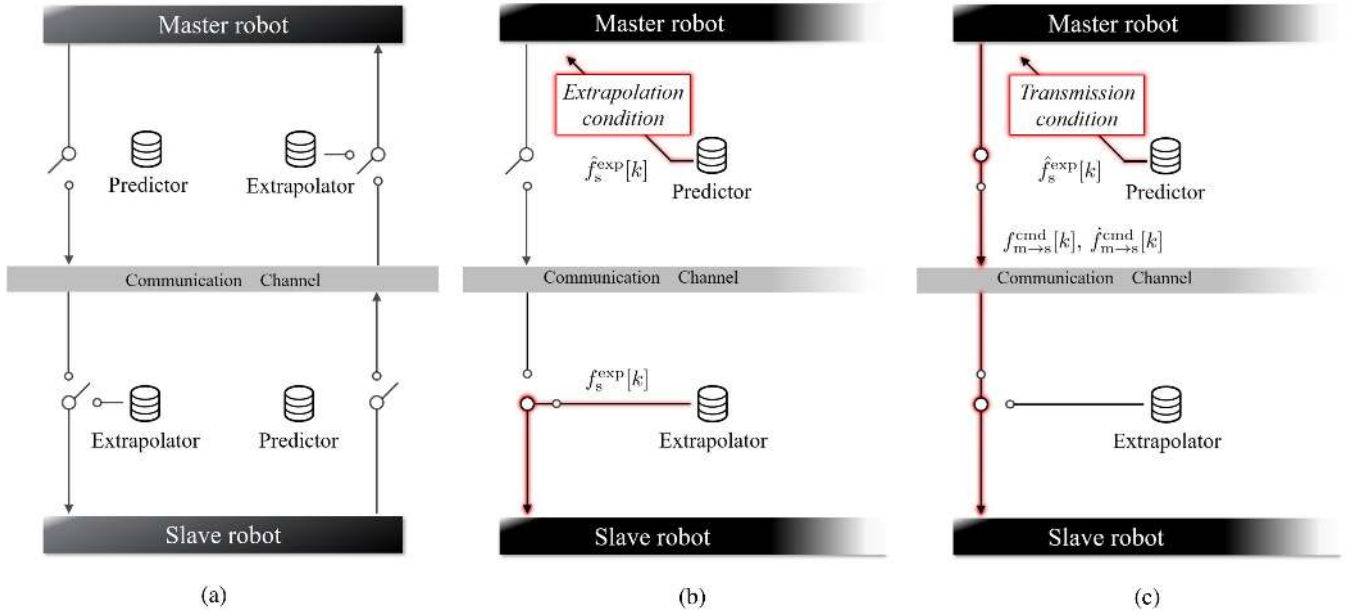 Master robot
Predictor
Extrapolator
Communication Channel
Extrapolator
Predictor
Slave robot
(a)
Master robot
Extrapolation
condition
f̂_s^exp[k]
Predictor
Communication Channel
f_s^exp[k]
Extrapolator
Slave robot
(b)
Master robot
Transmission
condition
f̂_s^exp[k]
Predictor
f_{m→s}^cmd[k], ḟ_{m→s}^cmd[k]
Communication Channel
Extrapolator
Slave robot
(c)